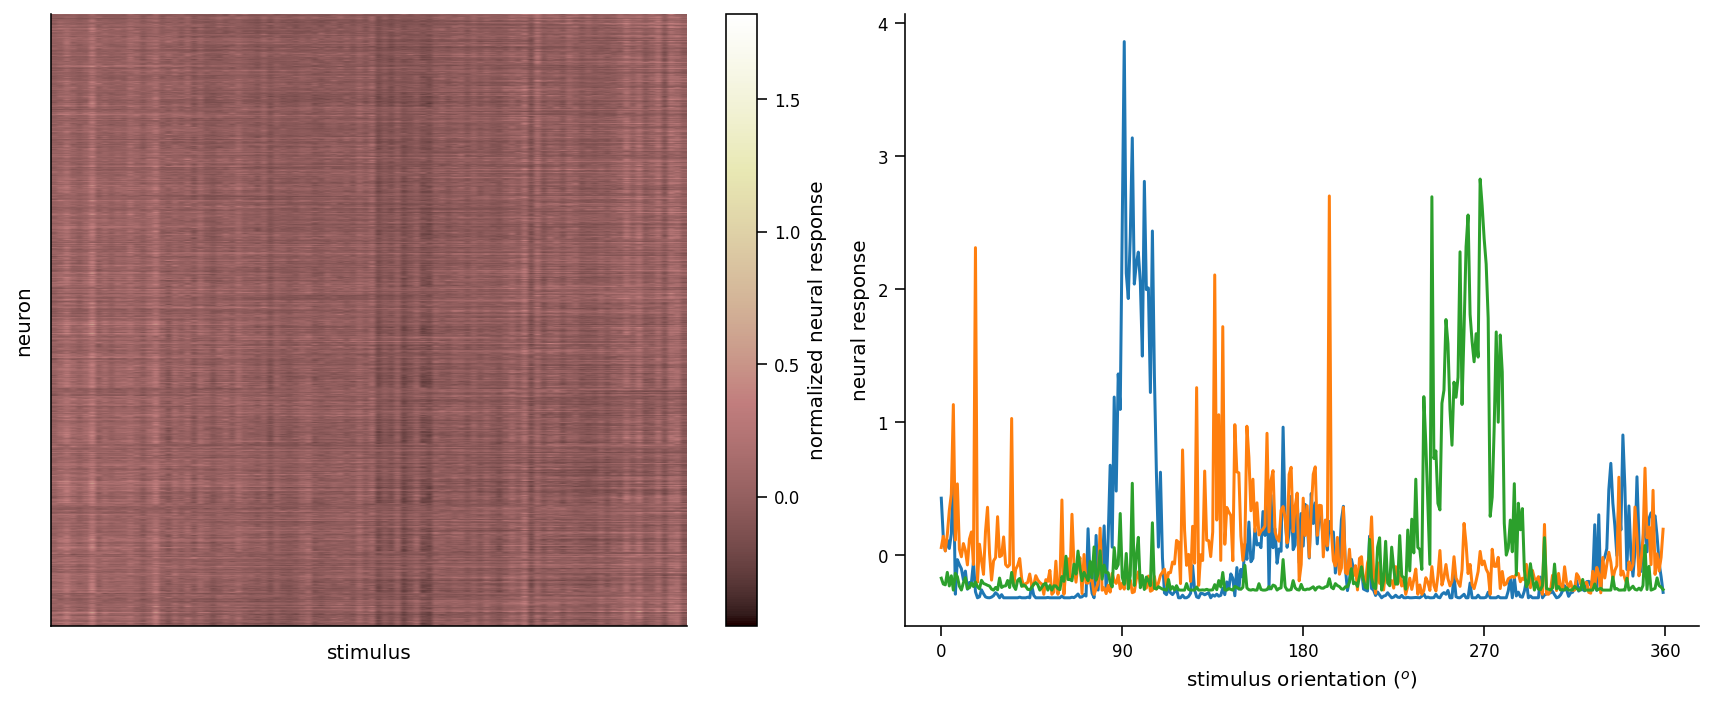 neuron
stimulus
1.5
1.0
0.5
0.0
normalized neural response
neural response
4
3
2
1
0
0 90 180 270 360
stimulus orientation (°)